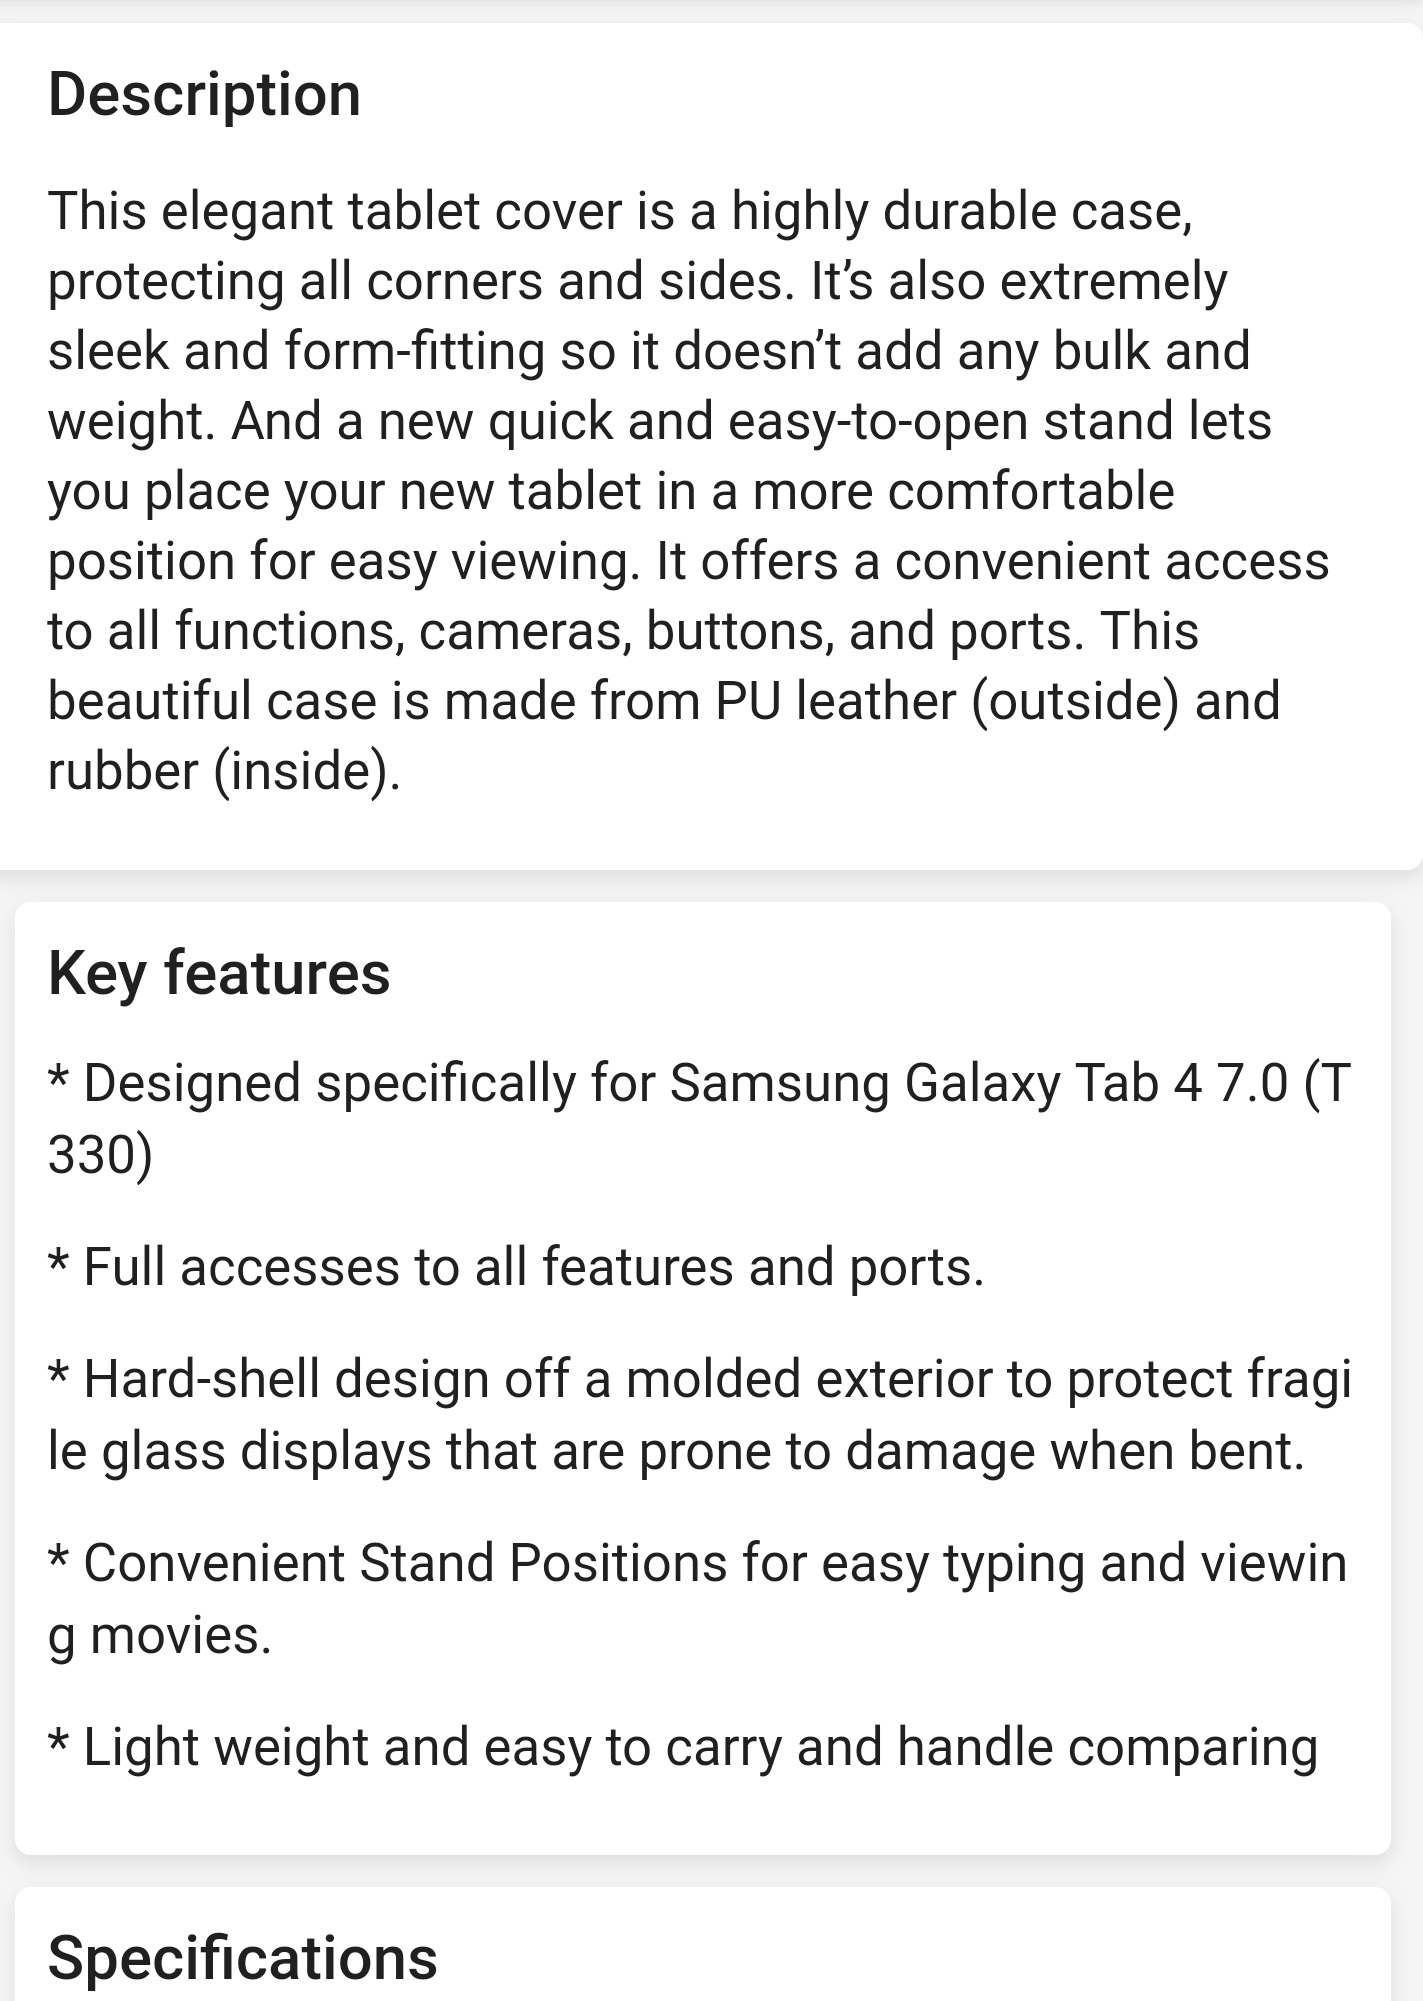 Description
This elegant tablet cover is a highly durable case,
protecting all corners and sides. It’s also extremely
sleek and form-fitting so it doesn’t add any bulk and
weight. And a new quick and easy-to-open stand lets
you place your new tablet in a more comfortable
position for easy viewing. It offers a convenient access
to all functions, cameras, buttons, and ports. This
beautiful case is made from PU leather (outside) and
rubber (inside).
Key features
* Designed specifically for Samsung Galaxy Tab 4 7.0 (T
330)
* Full accesses to all features and ports.
* Hard-shell design off a molded exterior to protect fragi
le glass displays that are prone to damage when bent.
* Convenient Stand Positions for easy typing and viewin
g movies.
* Light weight and easy to carry and handle comparing
Specifications